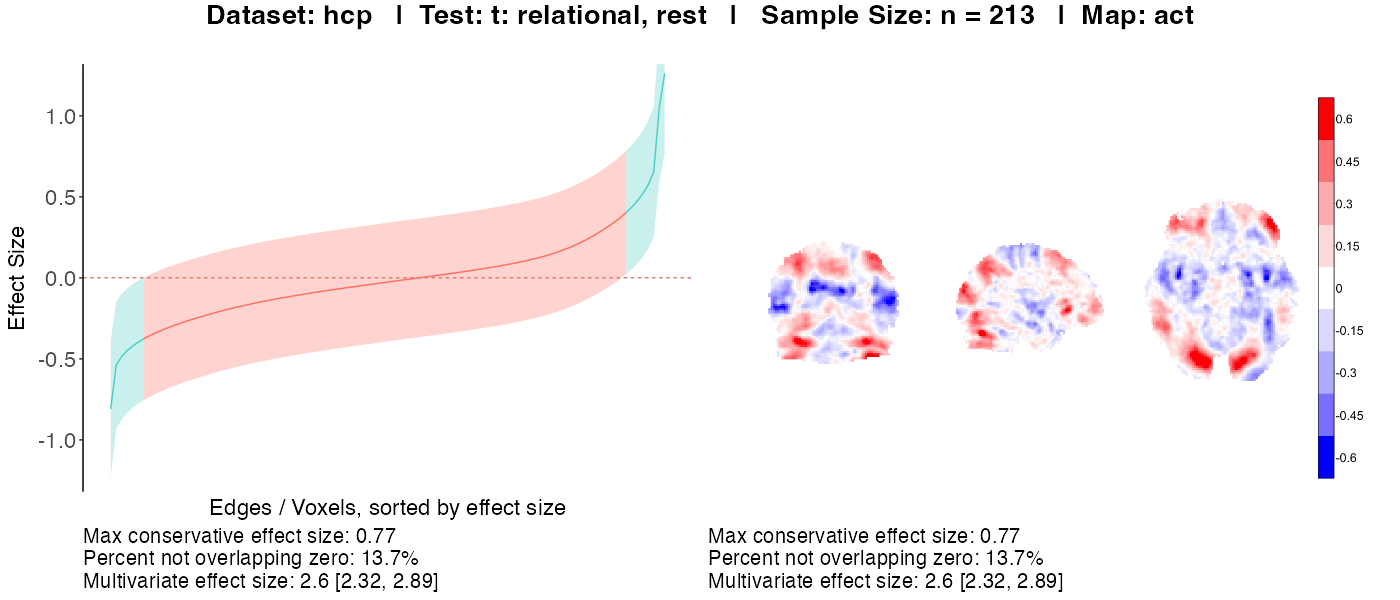 Dataset: hcp | Test: t: relational, rest | Sample Size: n = 213 | Map: act
1.0
0.5
0.0
-0.5
-1.0
Effect Size
Edges / Voxels, sorted by effect size
Max conservative effect size: 0.77
Percent not overlapping zero: 13.7%
Multivariate effect size: 2.6 [2.32, 2.89]
0.6
0.45
0.3
0.15
0
-0.15
-0.3
-0.45
-0.6
Max conservative effect size: 0.77
Percent not overlapping zero: 13.7%
Multivariate effect size: 2.6 [2.32, 2.89]